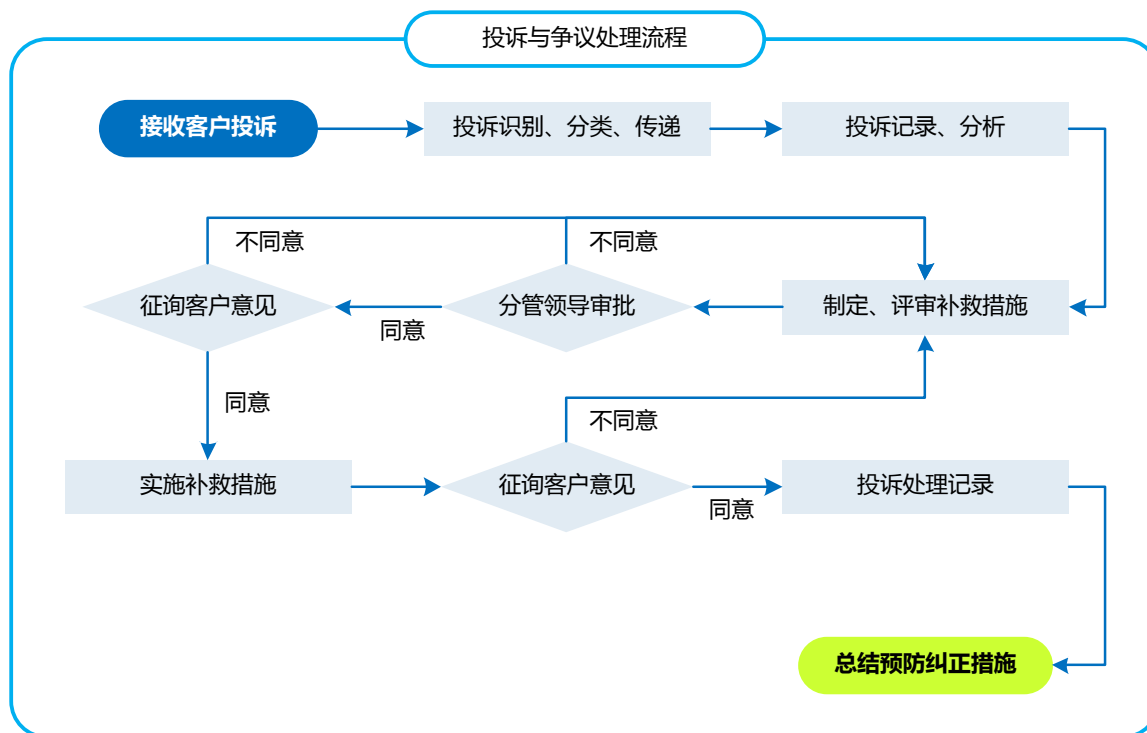 投诉与争议处理流程
接收客户投诉
投诉识别、分类、传递
投诉记录、分析
不同意
不同意
征询客户意见
分管领导审批
制定、评审补救措施
同意
同意
不同意
实施补救措施
征询客户意见
投诉处理记录
同意
总结预防纠正措施